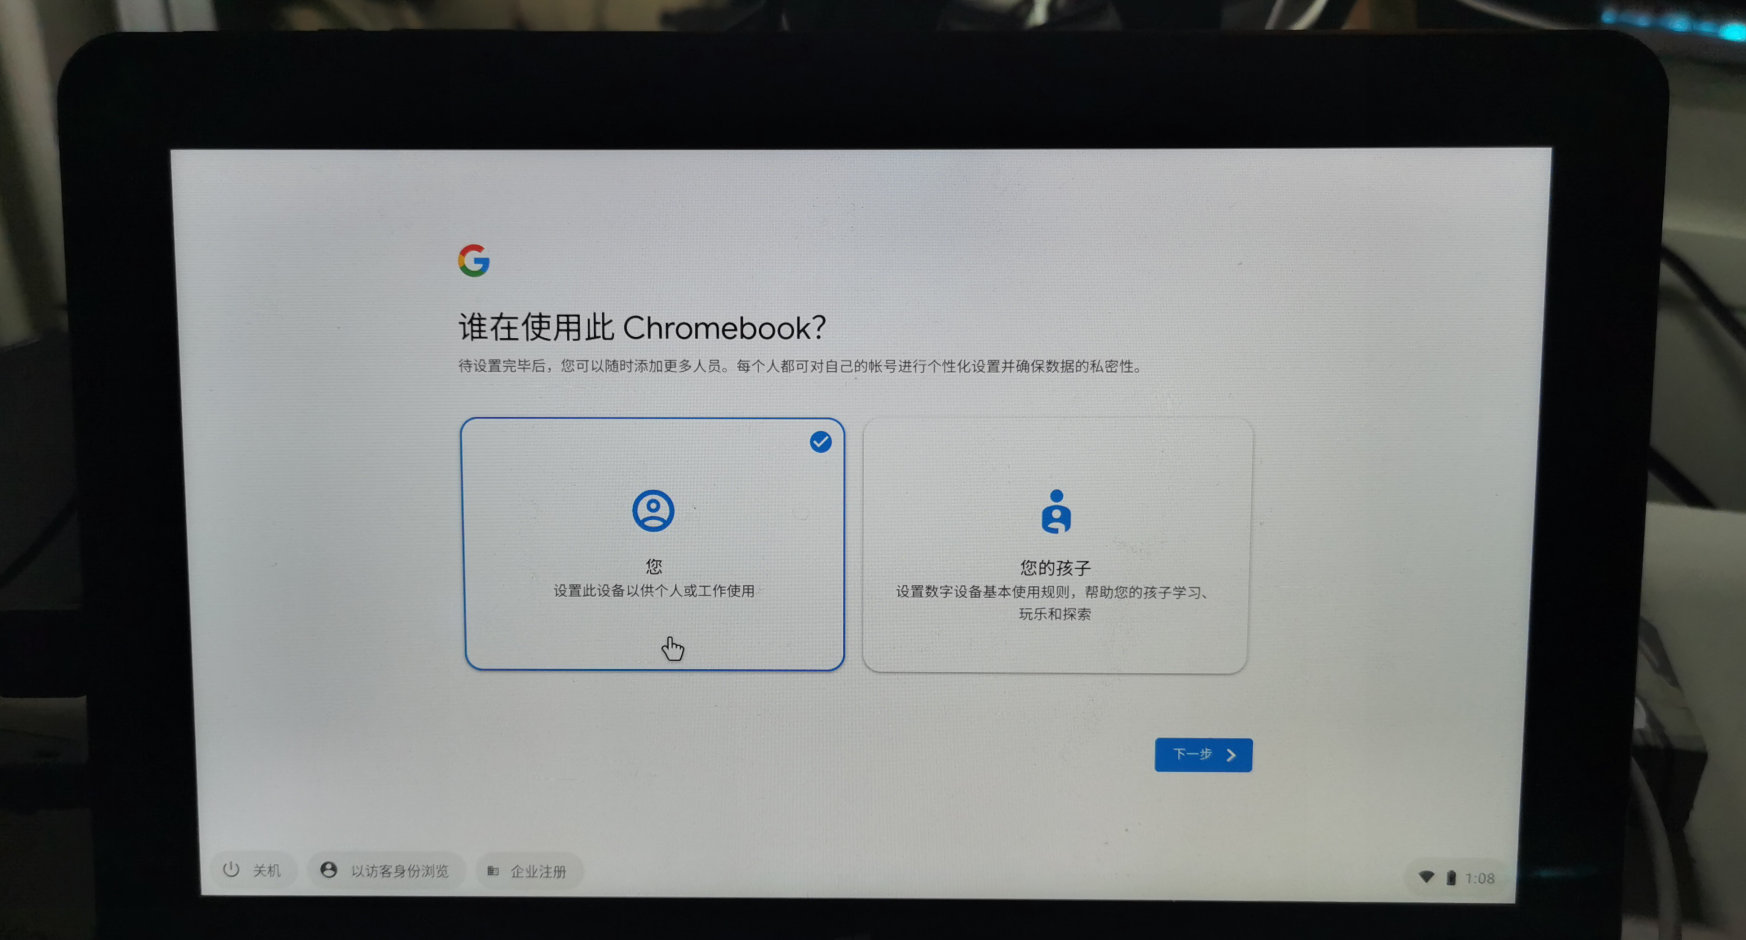 谁在使用此 Chromebook?
待设置完毕后，您可以随时添加更多人员。每个人都可对自己的帐号进行个性化设置并确保数据的私密性。
您
设置此设备以供个人或工作使用
您的孩子
设置数字设备基本使用规则，帮助您的孩子学习、
玩乐和探索
下一步
关机
以访客身份浏览
企业注册
1:08